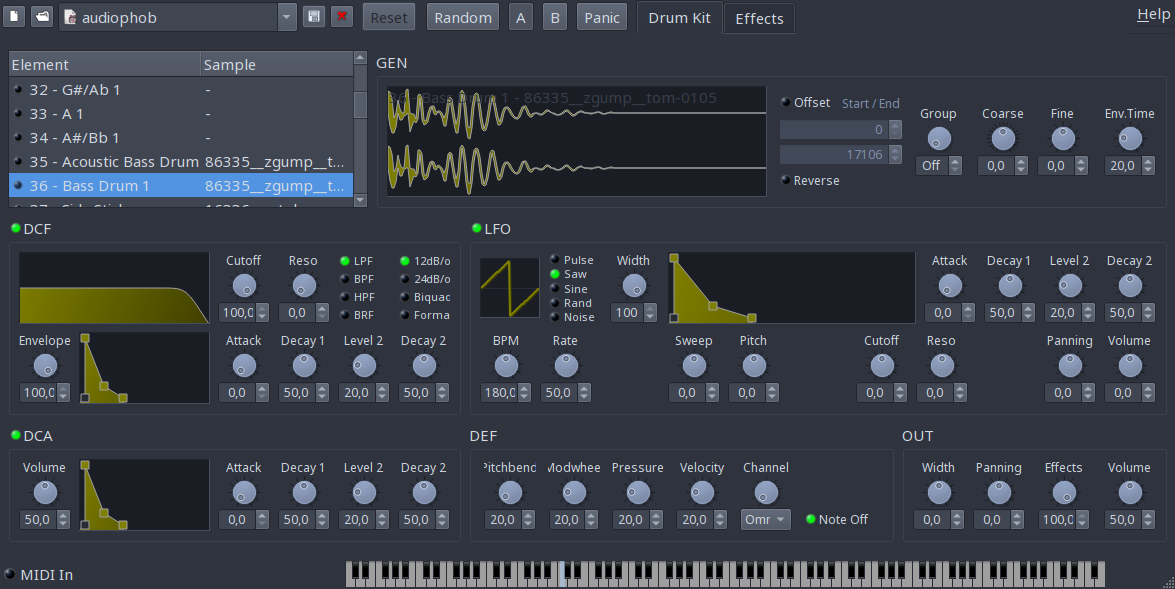 audiophob Reset Random A B Panic Drum Kit Effects Help
Element Sample
32 - G#/Ab 1 -
33 - A 1 -
34 - A#/Bb 1 -
35 - Acoustic Bass Drum 86335__zgump__t...
36 - Bass Drum 1 86335__zgump__t...
GEN
36 - Bass Drum 1 - 86335__zgump__tom-0105
Offset Start / End
0
17106
Reverse
Group Coarse Fine Env.Time
Off 0,0 0,0 20,0
DCF
Cutoff Reso
100,0 0,0
LPF 12dB/o
BPF 24dB/o
HPF Biquac
BRF Forma
Envelope Attack Decay 1 Level 2 Decay 2
100,0 0,0 50,0 20,0 50,0
LFO
Pulse
Saw
Sine
Rand
Noise
Width
100
Attack Decay 1 Level 2 Decay 2
0,0 50,0 20,0 50,0
BPM Rate Sweep Pitch Cutoff Reso Panning Volume
180,0 50,0 0,0 0,0 0,0 0,0 0,0 0,0
DCA
Volume Attack Decay 1 Level 2 Decay 2
50,0 0,0 50,0 20,0 50,0
DEF
Pitchbend Modwhee Pressure Velocity Channel
20,0 20,0 20,0 20,0 Omr Note Off
OUT
Width Panning Effects Volume
0,0 0,0 100,0 50,0
MIDI In